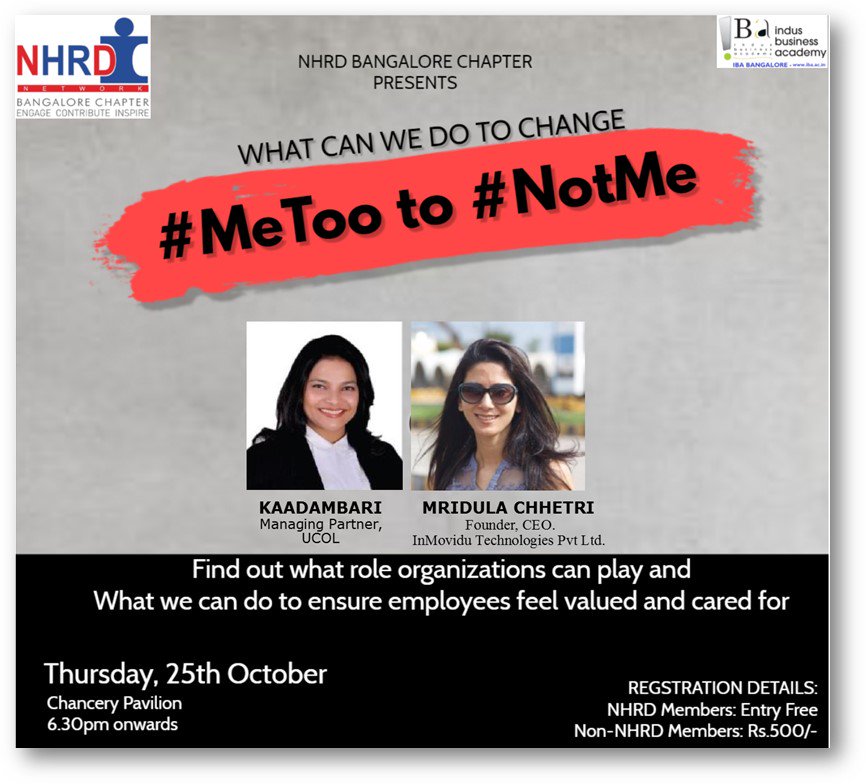 NHRD
NETWORK
BANGALORE CHAPTER
ENGAGE CONTRIBUTE INSPIRE
indus
business
academy
IBA BANGALORE - www.iba.ac.in
NHRD BANGALORE CHAPTER
PRESENTS
WHAT CAN WE DO TO CHANGE
#MeToo to #NotMe
KAADAMBARI
Managing Partner,
UCOL
MRIDULA CHHETRI
Founder, CEO.
InMovidu Technologies Pvt Ltd.
Find out what role organizations can play and
What we can do to ensure employees feel valued and cared for
Thursday, 25th October
Chancery Pavilion
6.30pm onwards
REGSTRATION DETAILS:
NHRD Members: Entry Free
Non-NHRD Members: Rs.500/-